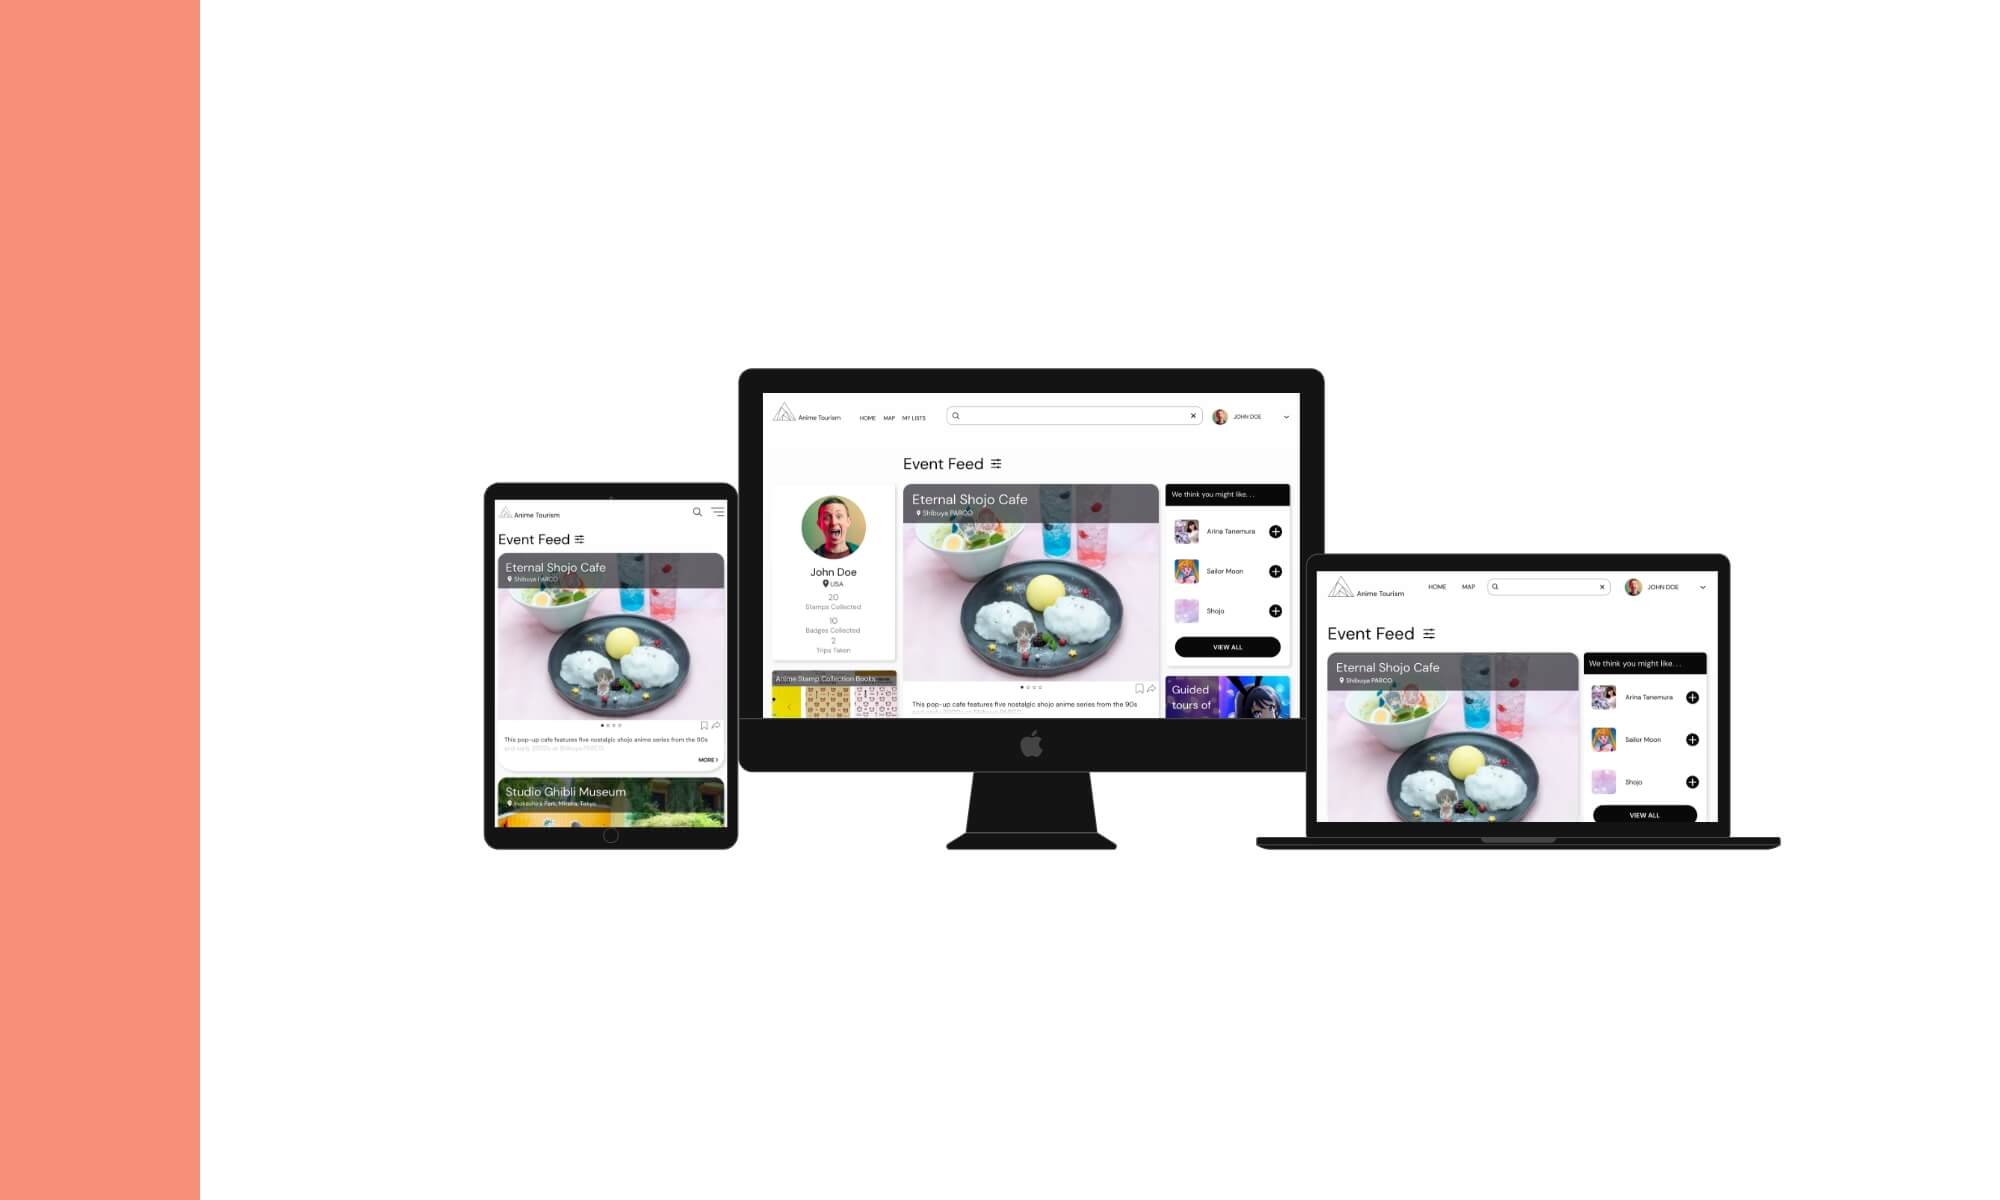 Anime Tourism
Event Feed
Eternal Shojo Cafe
Shibuya PARCO
This pop-up cafe features five nostalgic shojo anime series from the 90s
and early 2000s at Shibuya PARCO.
MORE
Studio Ghibli Museum
Inokashira Park, Mitaka, Tokyo
Anime Tourism
HOME MAP MY LISTS
JOHN DOE
Event Feed
John Doe
USA
20
Stamps Collected
10
Badges Collected
2
Trips Taken
Anime Stamp Collection Books
Eternal Shojo Cafe
Shibuya PARCO
This pop-up cafe features five nostalgic shojo anime series from the 90s
and early 2000s at Shibuya PARCO.
We think you might like. . .
Arina Tanemura
Sailor Moon
Shojo
VIEW ALL
Guided
tours of
Anime Tourism
HOME MAP
JOHN DOE
Event Feed
Eternal Shojo Cafe
Shibuya PARCO
We think you might like. . .
Arina Tanemura
Sailor Moon
Shojo
VIEW ALL